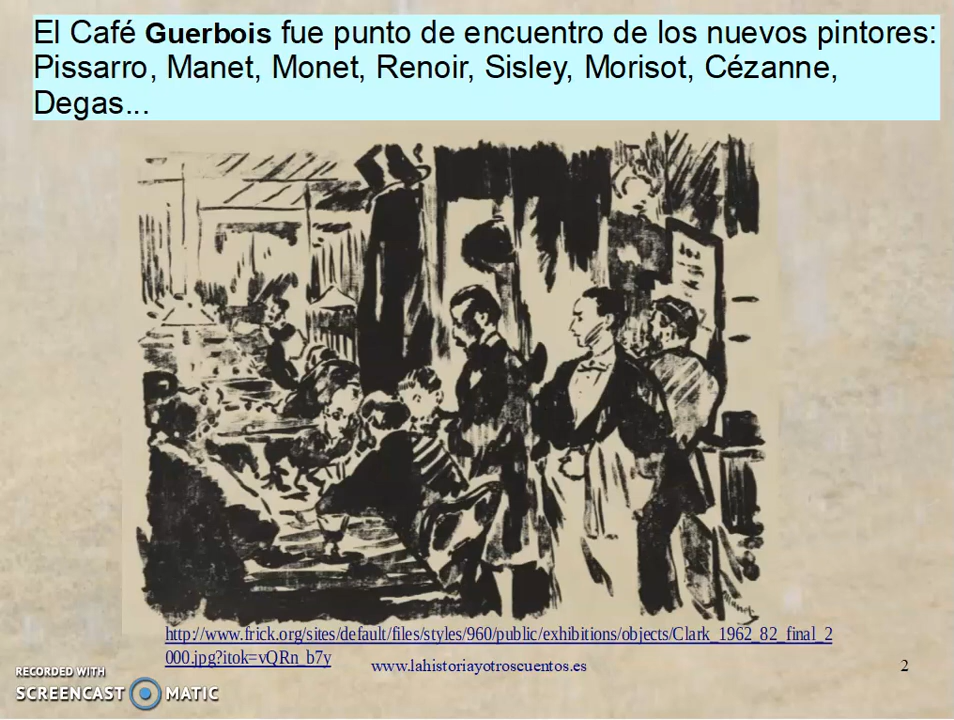 El Café Guerbois fue punto de encuentro de los nuevos pintores:
Pissarro, Manet, Monet, Renoir, Sisley, Morisot, Cézanne,
Degas...
Manet
http://www.frick.org/sites/default/files/styles/960/public/exhibitions/objects/Clark_1962_82_final_2
000.jpg?itok=vQRn_b7y
www.lahistoriayotroscuentos.es
2
RECORDED WITH
SCREENCAST MATIC